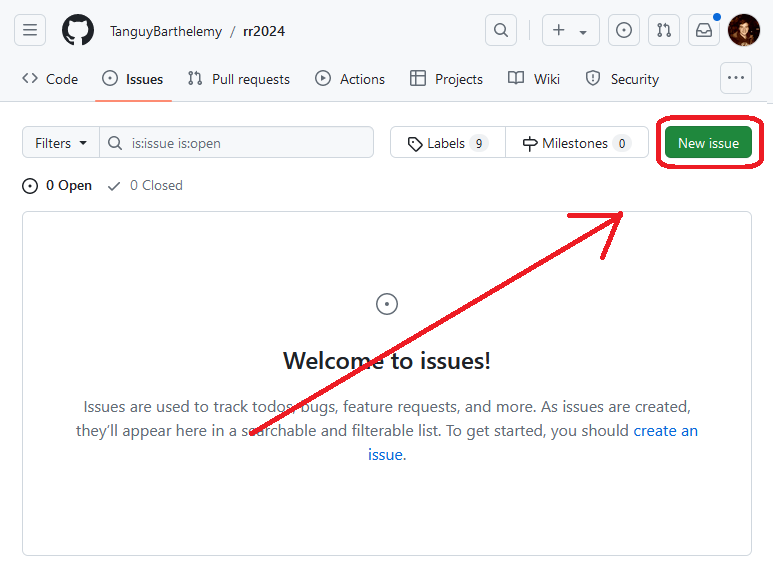 TanguyBarthelemy / rr2024
Code Issues Pull requests Actions Projects Wiki Security
Filters is:issue is:open Labels 9 Milestones 0 New issue
0 Open 0 Closed
Welcome to issues!
Issues are used to track todos, bugs, feature requests, and more. As issues are created,
they’ll appear here in a searchable and filterable list. To get started, you should create an
issue.